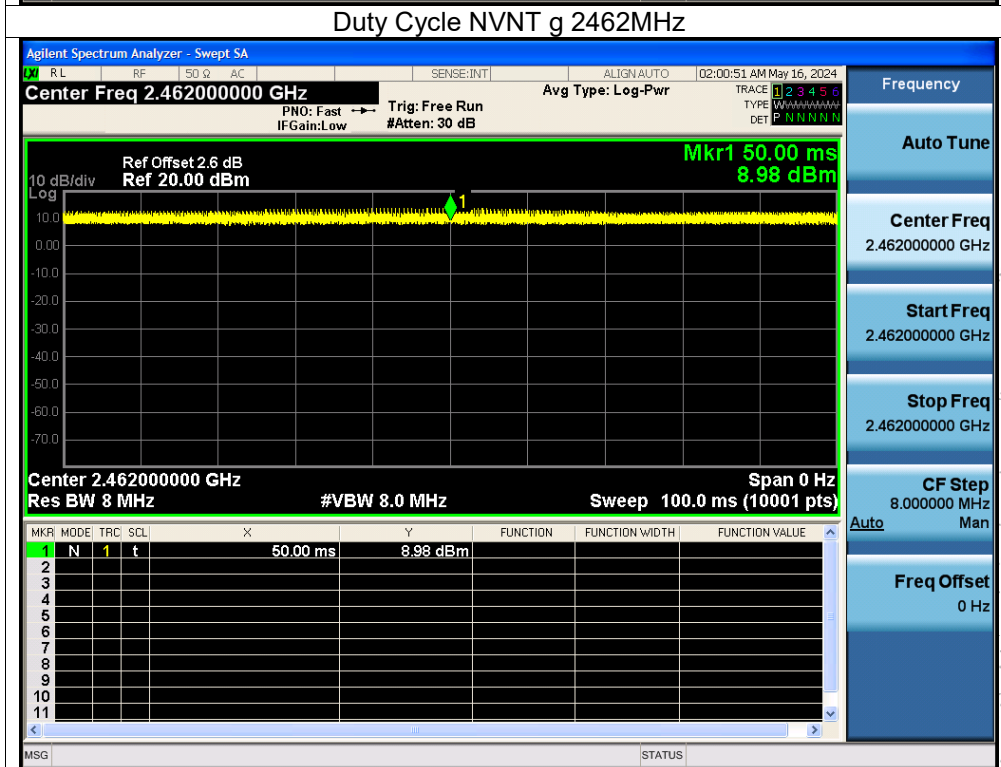 Duty Cycle NVNT g 2462MHz
Agilent Spectrum Analyzer - Swept SA
LXI RL RF 50 Ω AC SENSE:INT ALIGN AUTO 02:00:51 AM May 16, 2024
Center Freq 2.462000000 GHz Avg Type: Log-Pwr TRACE 1 2 3 4 5 6
PNO: Fast Trig: Free Run TYPE WWWWWW
IFGain:Low #Atten: 30 dB DET P N N N N N
Mkr1 50.00 ms
8.98 dBm
Ref Offset 2.6 dB
10 dB/div Ref 20.00 dBm
Log
1
10.0
0.00
-10.0
-20.0
-30.0
-40.0
-50.0
-60.0
-70.0
Center 2.462000000 GHz Span 0 Hz
Res BW 8 MHz #VBW 8.0 MHz Sweep 100.0 ms (10001 pts)
MKR MODE TRC SCL X Y FUNCTION FUNCTION WIDTH FUNCTION VALUE
1 N 1 t 50.00 ms 8.98 dBm
2
3
4
5
6
7
8
9
10
11
MSG STATUS
Frequency
Auto Tune
Center Freq
2.462000000 GHz
Start Freq
2.462000000 GHz
Stop Freq
2.462000000 GHz
CF Step
8.000000 MHz
Auto Man
Freq Offset
0 Hz